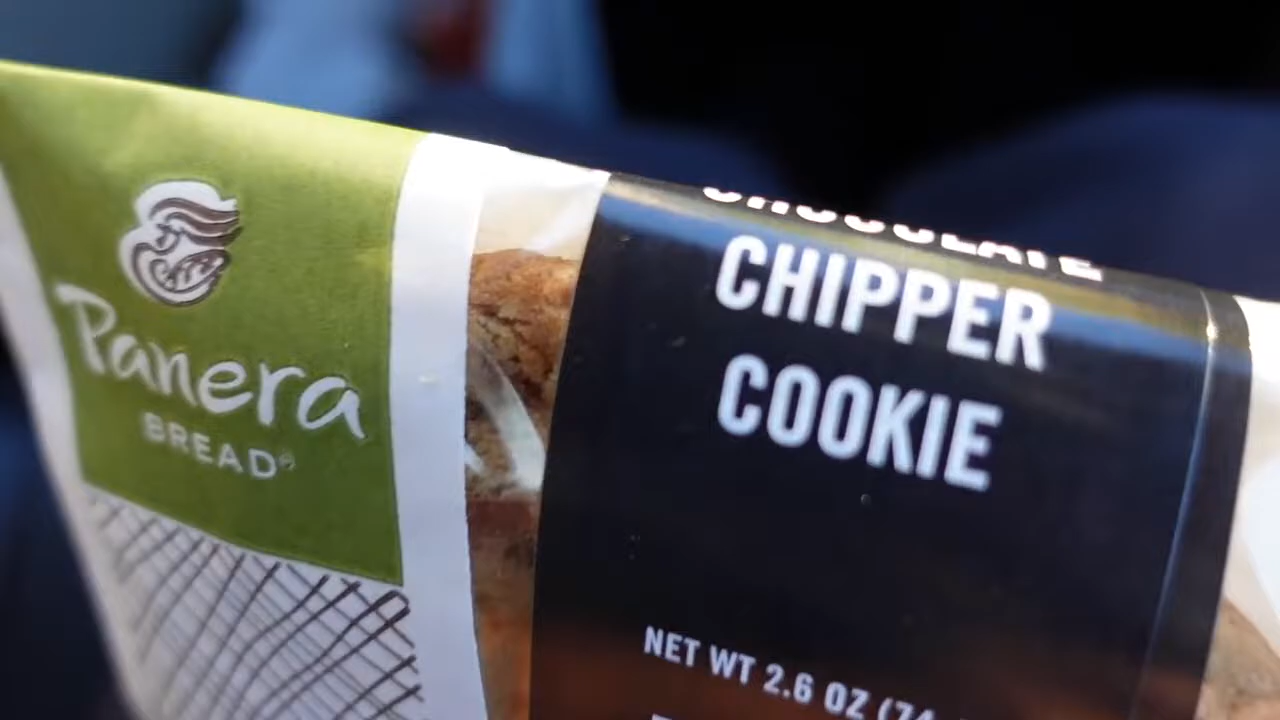 Panera
BREAD®
CHOCOLATE
CHIPPER
COOKIE
NET WT 2.6 OZ (74